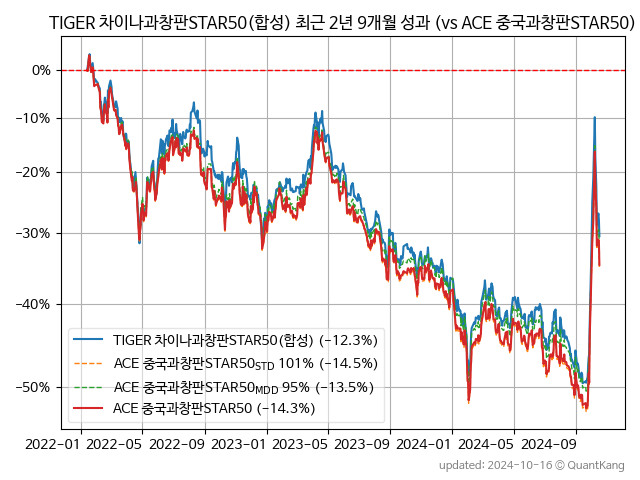 TIGER 차이나과창판STAR50(합성) 최근 2년 9개월 성과 (vs ACE 중국과창판STAR50)
0%
−10%
−20%
−30%
−40%
−50%
TIGER 차이나과창판STAR50(합성) (−12.3%)
ACE 중국과창판STAR50STD 101% (−14.5%)
ACE 중국과창판STAR50MDD 95% (−13.5%)
ACE 중국과창판STAR50 (−14.3%)
2022-01 2022-05 2022-09 2023-01 2023-05 2023-09 2024-01 2024-05 2024-09
updated: 2024-10-16 © QuantKang